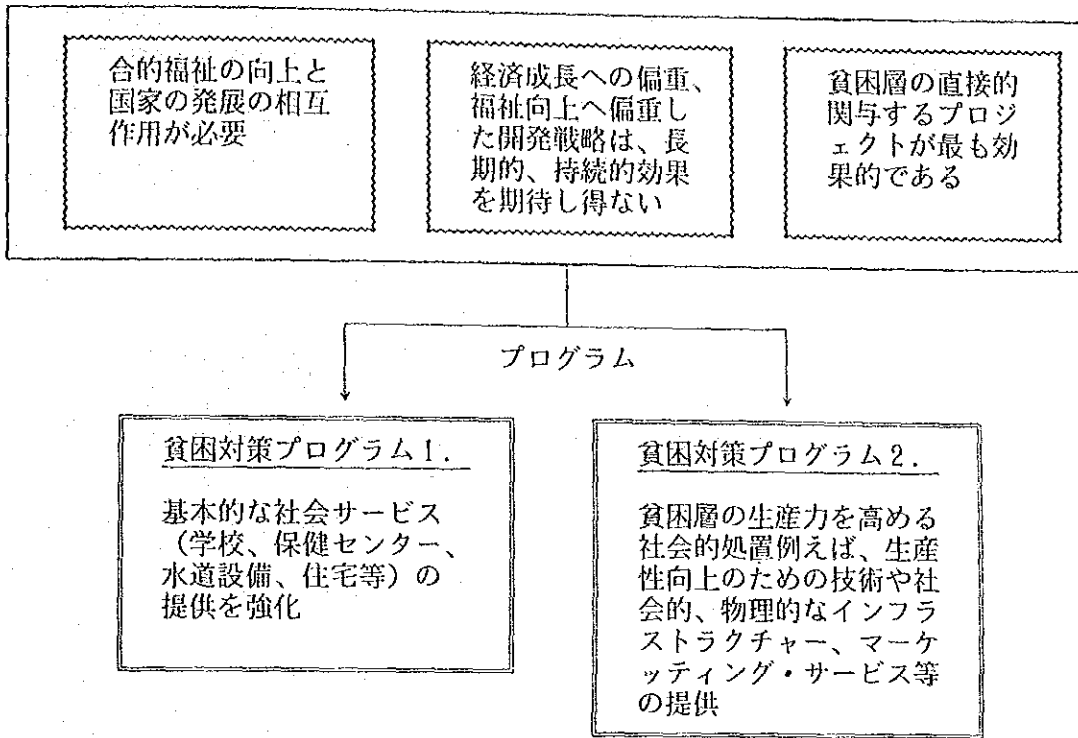 合的福祉の向上と
国家の発展の相互
作用が必要
経済成長への偏重、
福祉向上へ偏重し
た開発戦略は、長
期的、持続的効果
を期待し得ない
貧困層の直接的
関与するプロジ
ェクトが最も効
果的である
プログラム
貧困対策プログラム1.
基本的な社会サービス
（学校、保健センター、
水道設備、住宅等）の
提供を強化
貧困対策プログラム2.
貧困層の生産力を高める
社会的処置例えば、生産
性向上のための技術や社
会的、物理的なインフラ
ストラクチャー、マーケ
ッティング・サービス等
の提供